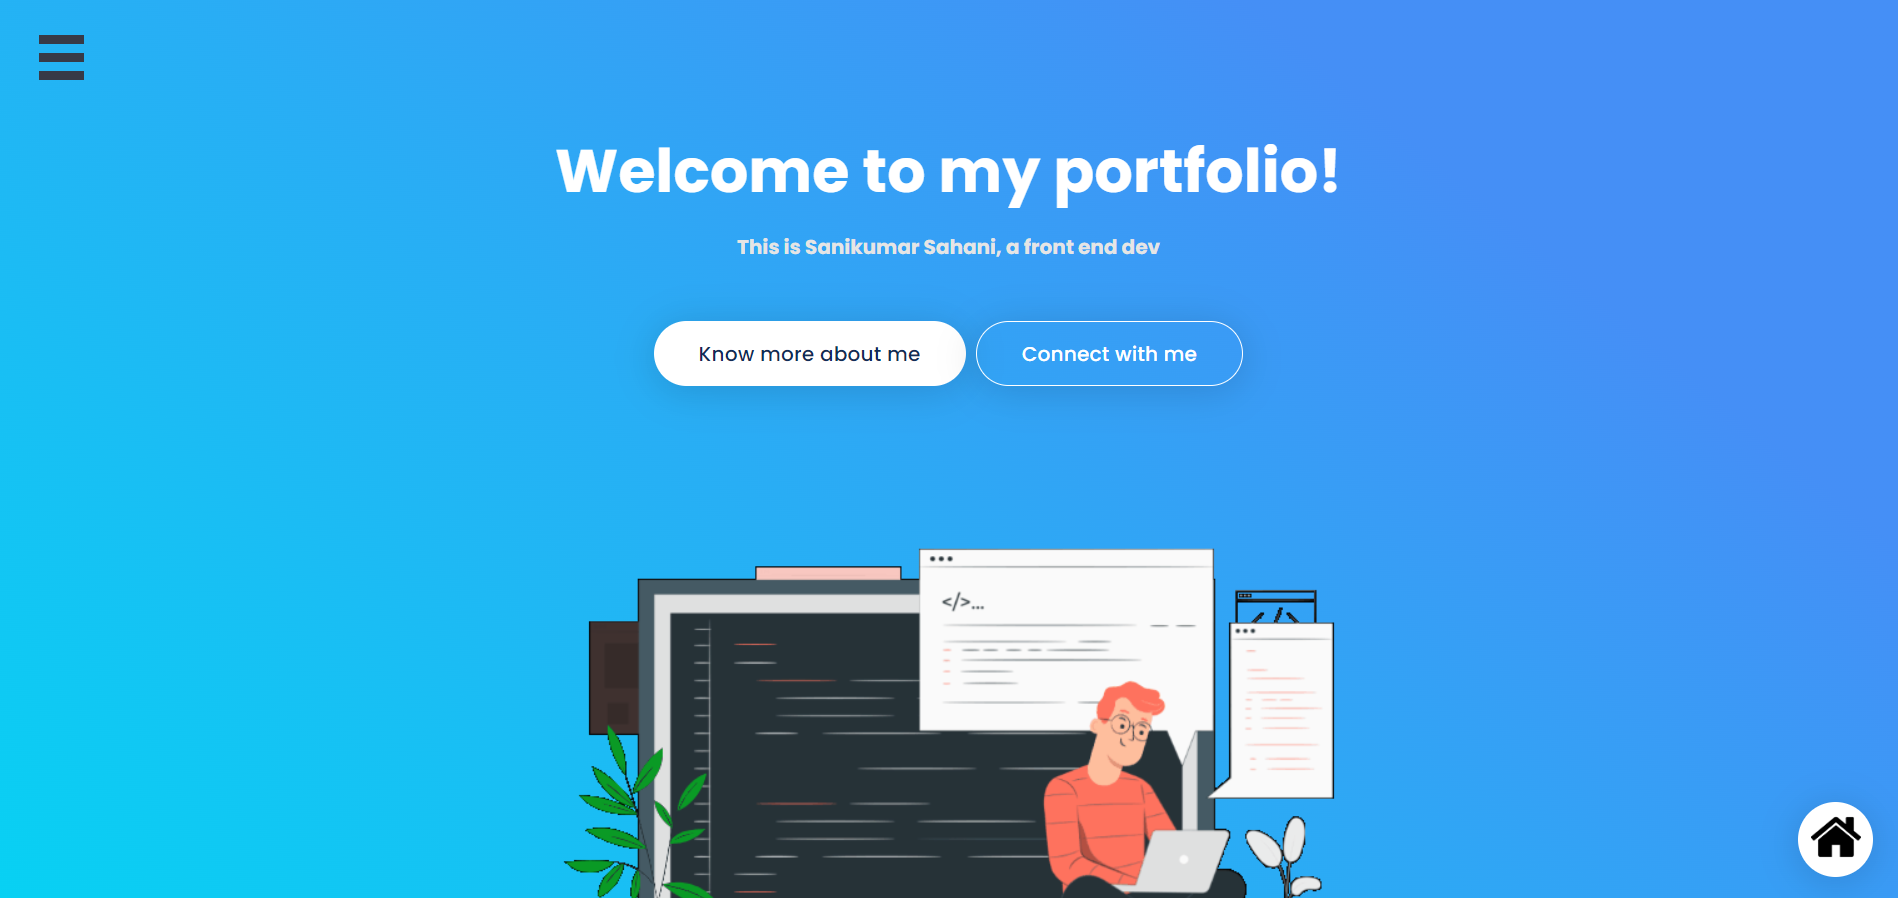 Welcome to my portfolio!
This is Sanikumar Sahani, a front end dev
Know more about me
Connect with me
</>...
</>